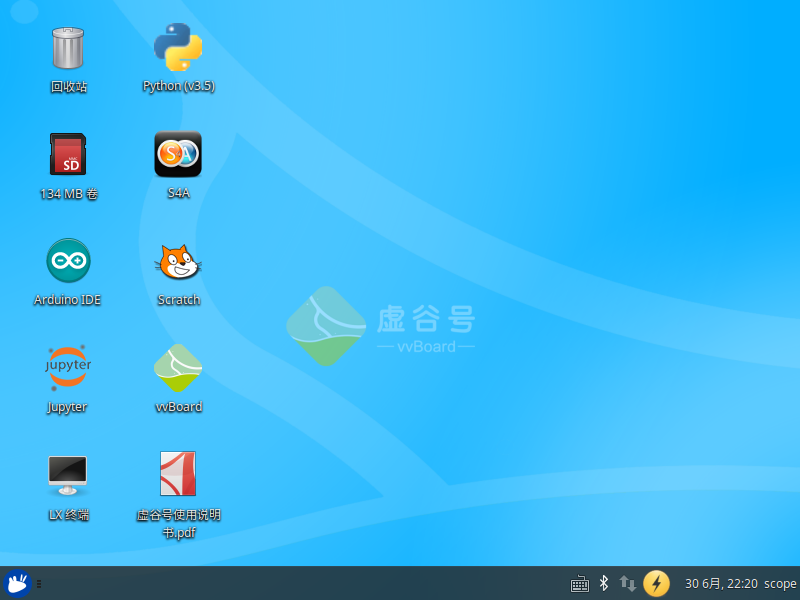 回收站
Python (v3.5)
SD
134 MB 卷
SA
S4A
Arduino IDE
Scratch
jupyter
Jupyter
vvBoard
虚谷号
vvBoard
LX 终端
虚谷号使用说明
书.pdf
30 6月, 22:20 scope